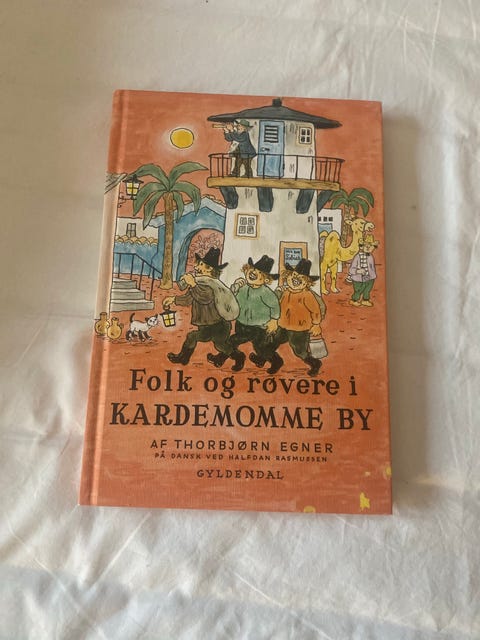 Folk og røvere i
KARDEMOMME BY
AF THORBJØRN EGNER
PÅ DANSK VED HALFDAN RASMUSSEN
GYLDENDAL